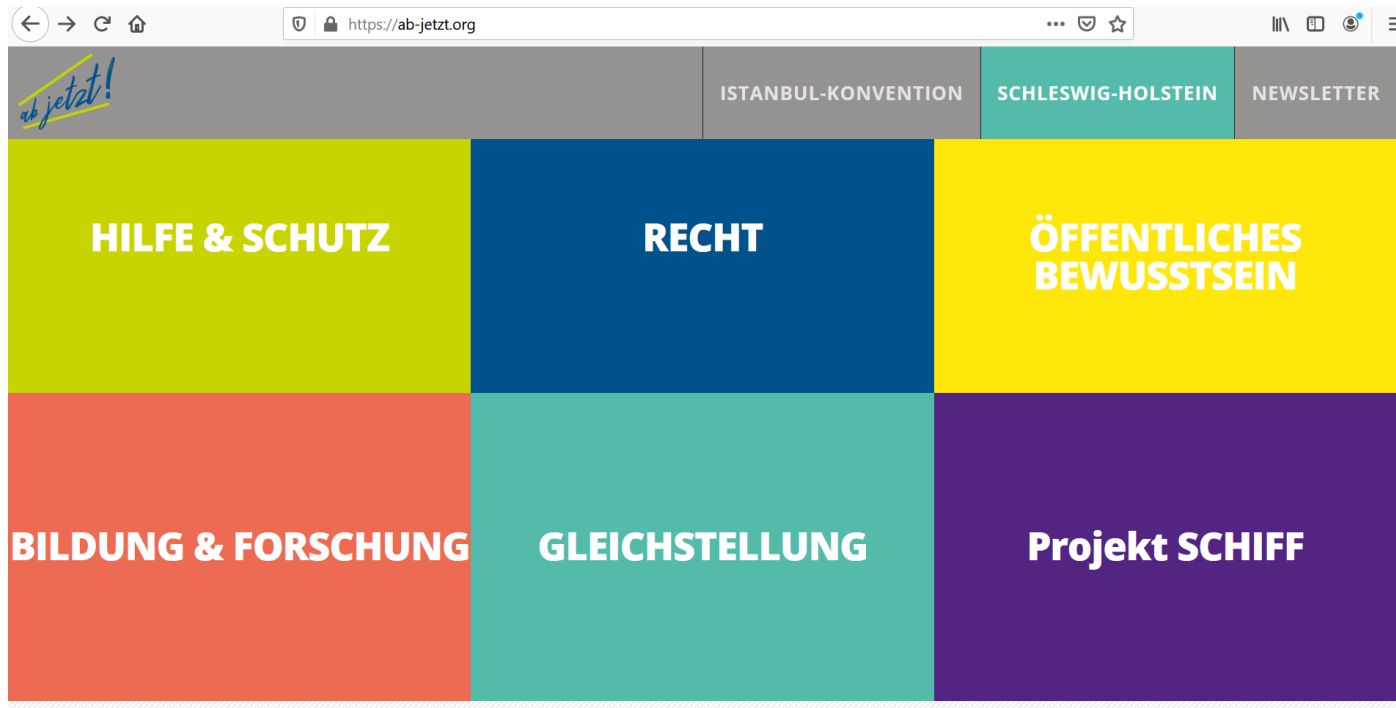 https://ab-jetzt.org
ab jetzt!
ISTANBUL-KONVENTION
SCHLESWIG-HOLSTEIN
NEWSLETTER
HILFE & SCHUTZ
RECHT
ÖFFENTLICHES
BEWUSSTSEIN
BILDUNG & FORSCHUNG
GLEICHSTELLUNG
Projekt SCHIFF